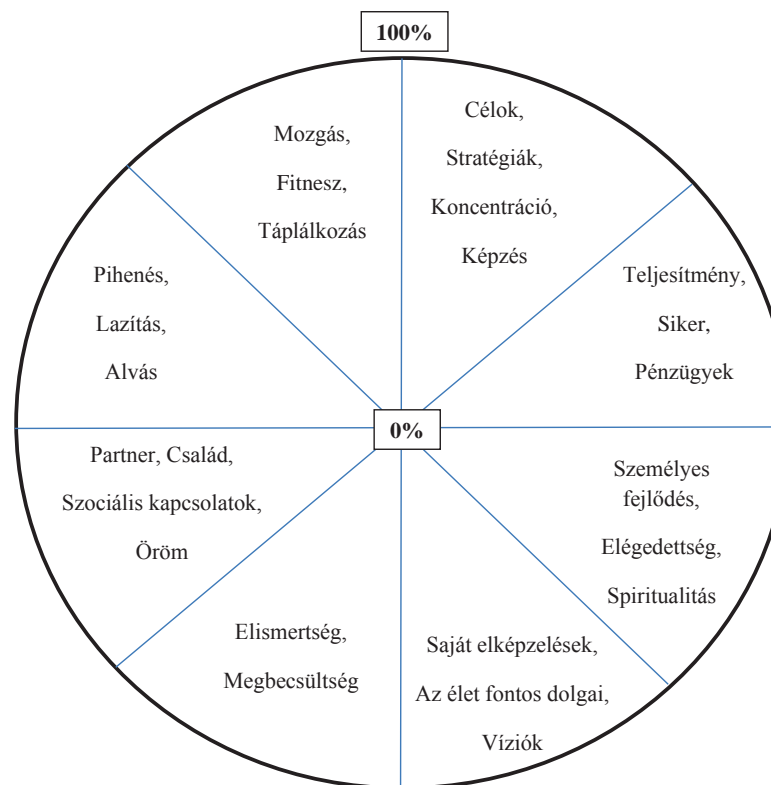 100%
Célok,
Stratégiák,
Koncentráció,
Képzés
Teljesítmény,
Siker,
Pénzügyek
Személyes
fejlődés,
Elégedettség,
Spiritualitás
Saját elképzelések,
Az élet fontos dolgai,
Víziók
Elismertség,
Megbecsültség
Partner, Család,
Szociális kapcsolatok,
Öröm
Pihenés,
Lazítás,
Alvás
Mozgás,
Fitnesz,
Táplálkozás
0%